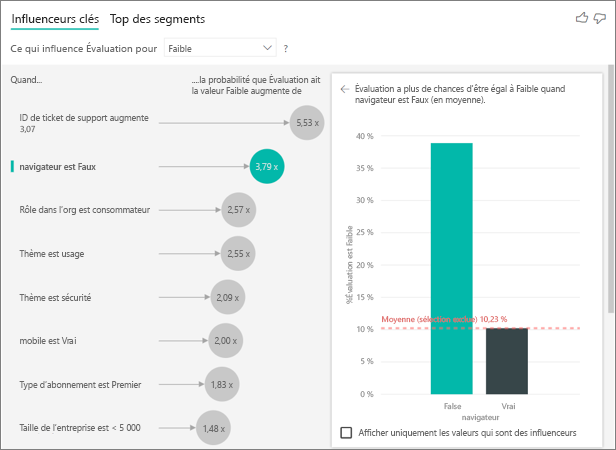 Influenceurs clés Top des segments
Ce qui influence Évaluation pour Faible ?
Quand...
....la probabilité que Évaluation ait
la valeur Faible augmente de
ID de ticket de support augmente
3,07
5,53 x
navigateur est Faux
3,79 x
Rôle dans l'org est consommateur
2,57 x
Thème est usage
2,55 x
Thème est sécurité
2,09 x
mobile est Vrai
2,00 x
Type d'abonnement est Premier
1,83 x
Taille de l'entreprise est < 5 000
1,48 x
Évaluation a plus de chances d'être égal à Faible quand
navigateur est Faux (en moyenne).
%Évaluation est Faible
40 %
35 %
30 %
25 %
20 %
15 %
10 %
5 %
0 %
Moyenne (sélection exclue) 10,23 %
False Vrai
navigateur
Afficher uniquement les valeurs qui sont des influenceurs